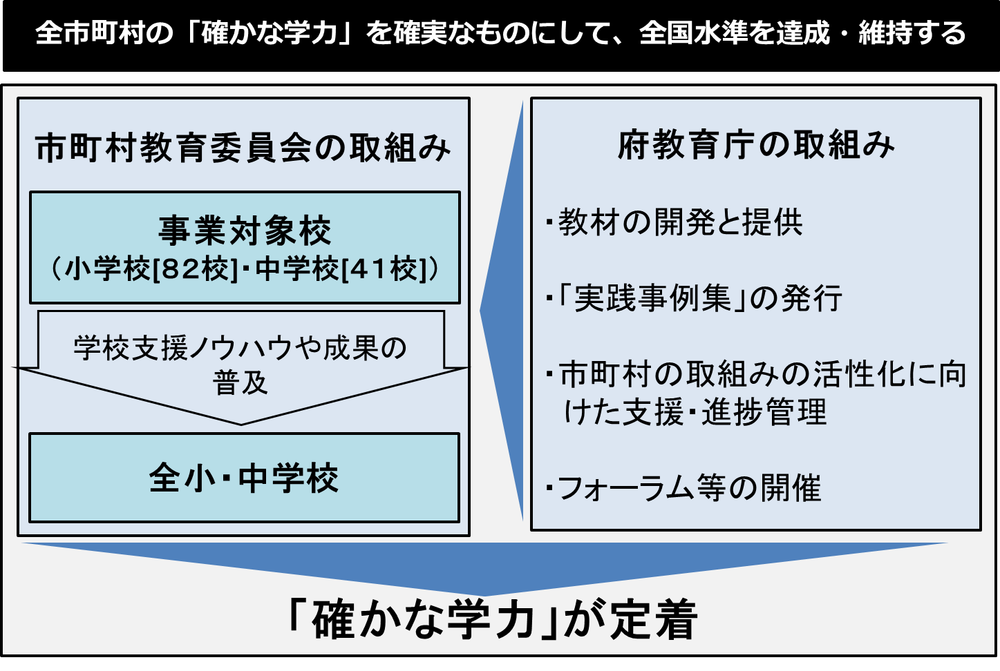 全市町村の「確かな学力」を確実なものにして、全国水準を達成・維持する
市町村教育委員会の取組み
事業対象校
（小学校[８２校]・中学校[４１校]）
学校支援ノウハウや成果の
普及
全小・中学校
府教育庁の取組み
・教材の開発と提供
・「実践事例集」の発行
・市町村の取組みの活性化に向
けた支援・進捗管理
・フォーラム等の開催
「確かな学力」が定着